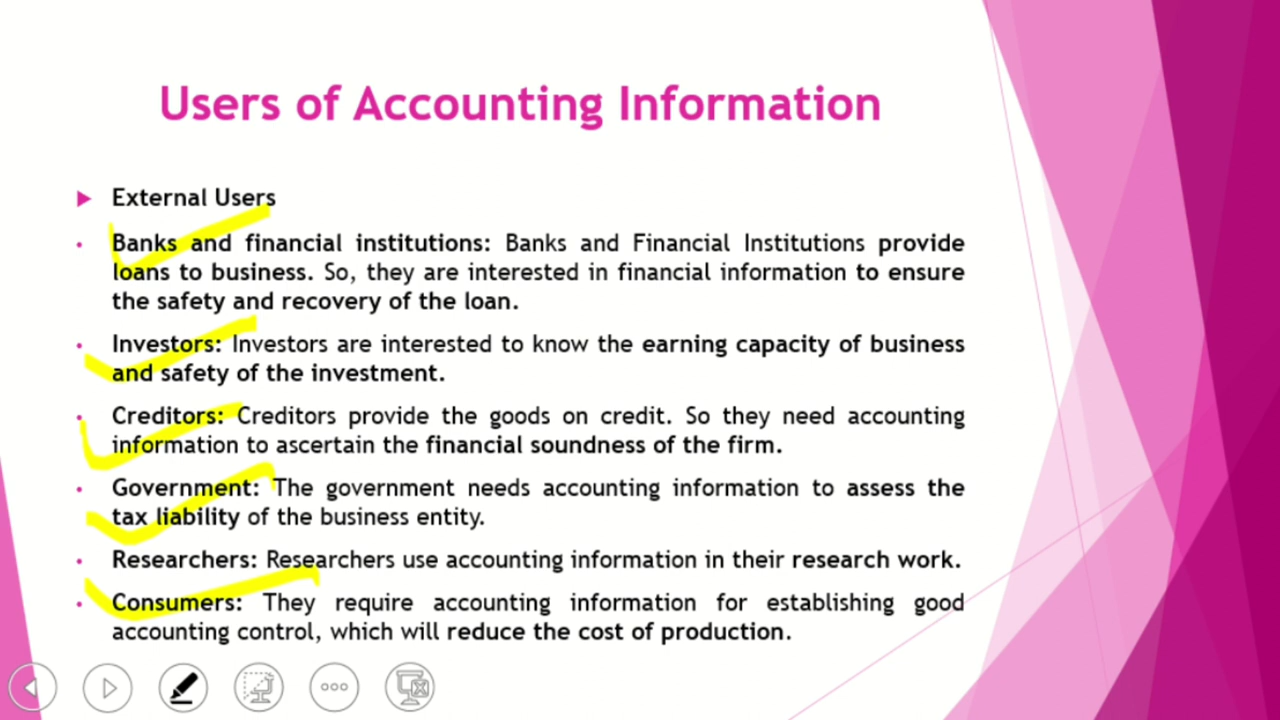 Users of Accounting Information
External Users
Banks and financial institutions: Banks and Financial Institutions provide
loans to business. So, they are interested in financial information to ensure
the safety and recovery of the loan.
Investors: Investors are interested to know the earning capacity of business
and safety of the investment.
Creditors: Creditors provide the goods on credit. So they need accounting
information to ascertain the financial soundness of the firm.
Government: The government needs accounting information to assess the
tax liability of the business entity.
Researchers: Researchers use accounting information in their research work.
Consumers: They require accounting information for establishing good
accounting control, which will reduce the cost of production.